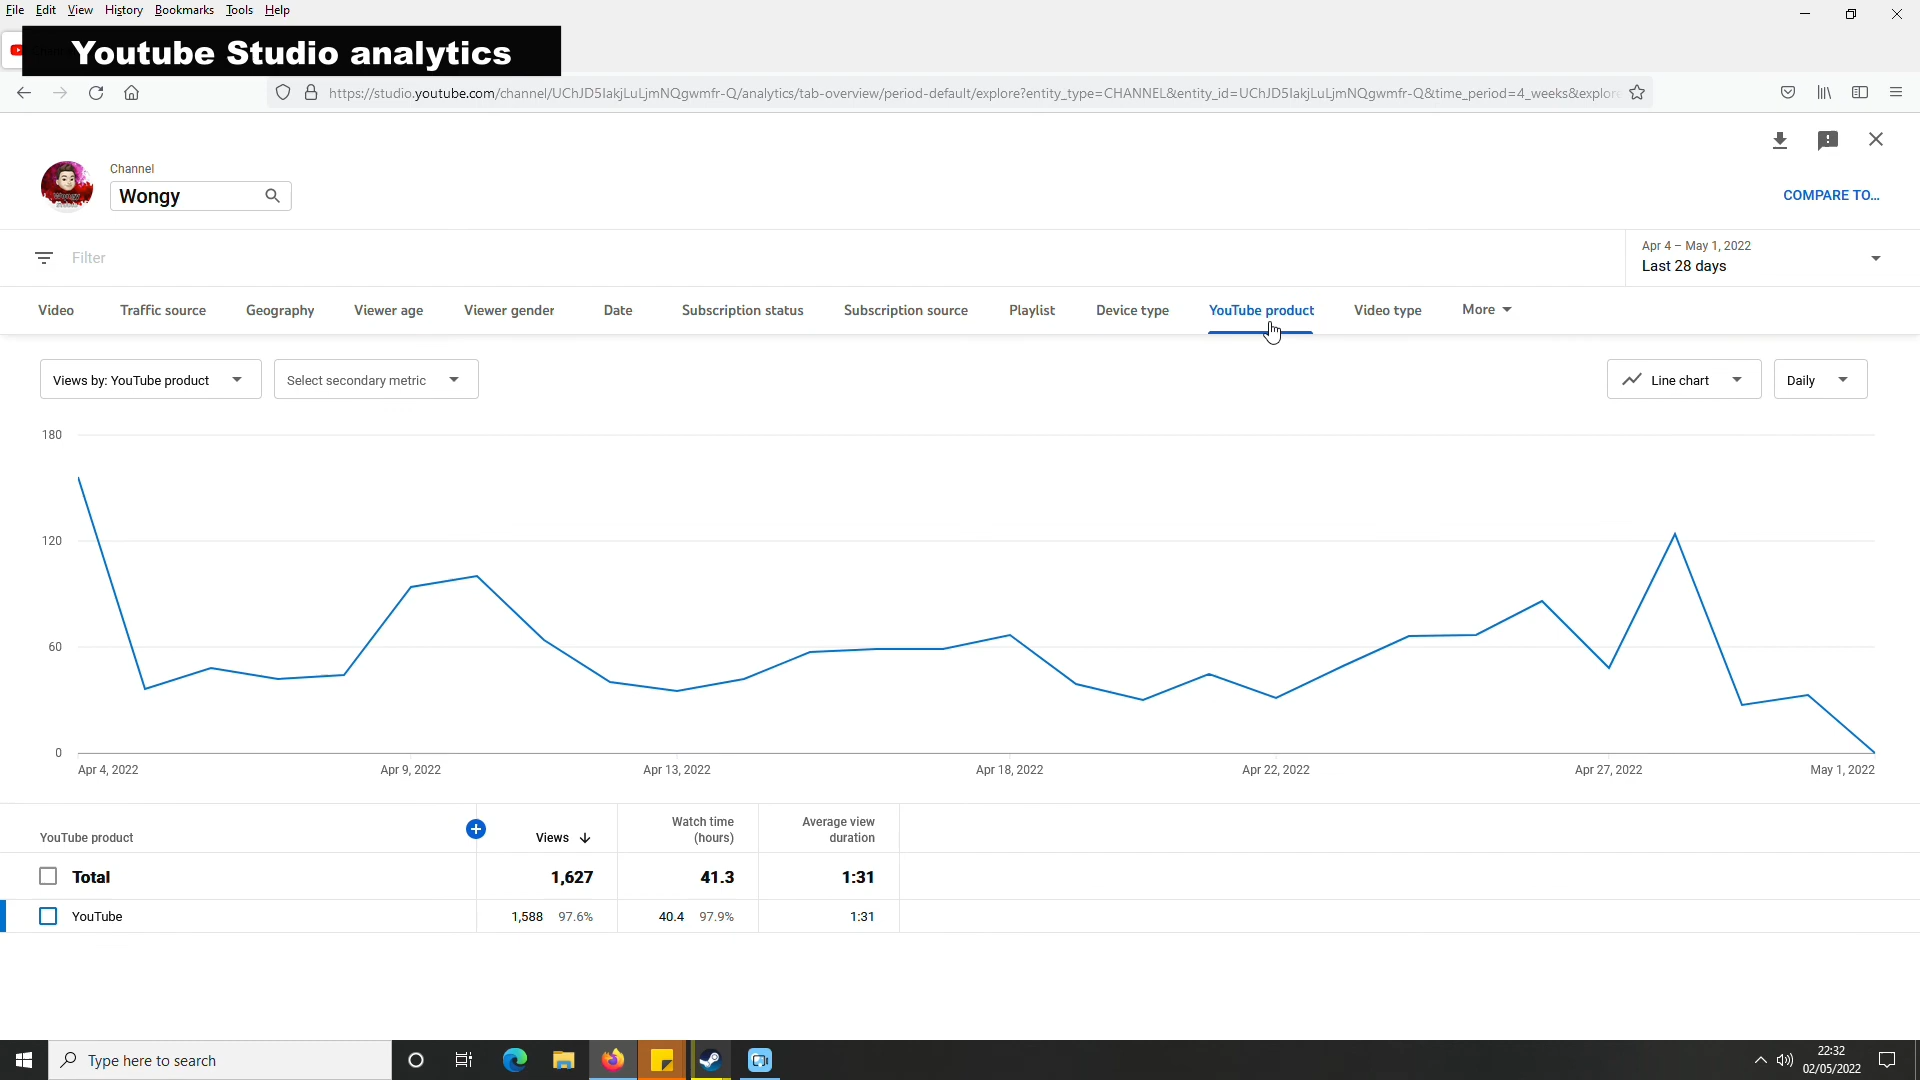 File Edit View History Bookmarks Tools Help
Youtube Studio analytics
https://studio.youtube.com/channel/UChJD5lakjLuLjmNQgwmfr-Q/analytics/tab-overview/period-default/explore?entity_type=CHANNEL&entity_id=UChJD5lakjLuLjmNQgwmfr-Q&time_period=4_weeks&explore
Channel
Wongy
COMPARE TO...
Filter
Apr 4 – May 1, 2022
Last 28 days
Video Traffic source Geography Viewer age Viewer gender Date Subscription status Subscription source Playlist Device type YouTube product Video type More
Views by: YouTube product Select secondary metric Line chart Daily
180
120
60
0
Apr 4, 2022 Apr 9, 2022 Apr 13, 2022 Apr 18, 2022 Apr 22, 2022 Apr 27, 2022 May 1, 2022
YouTube product Views Watch time (hours) Average view duration
Total 1,627 41.3 1:31
YouTube 1,588 97.6% 40.4 97.9% 1:31
Type here to search
22:32
02/05/2022